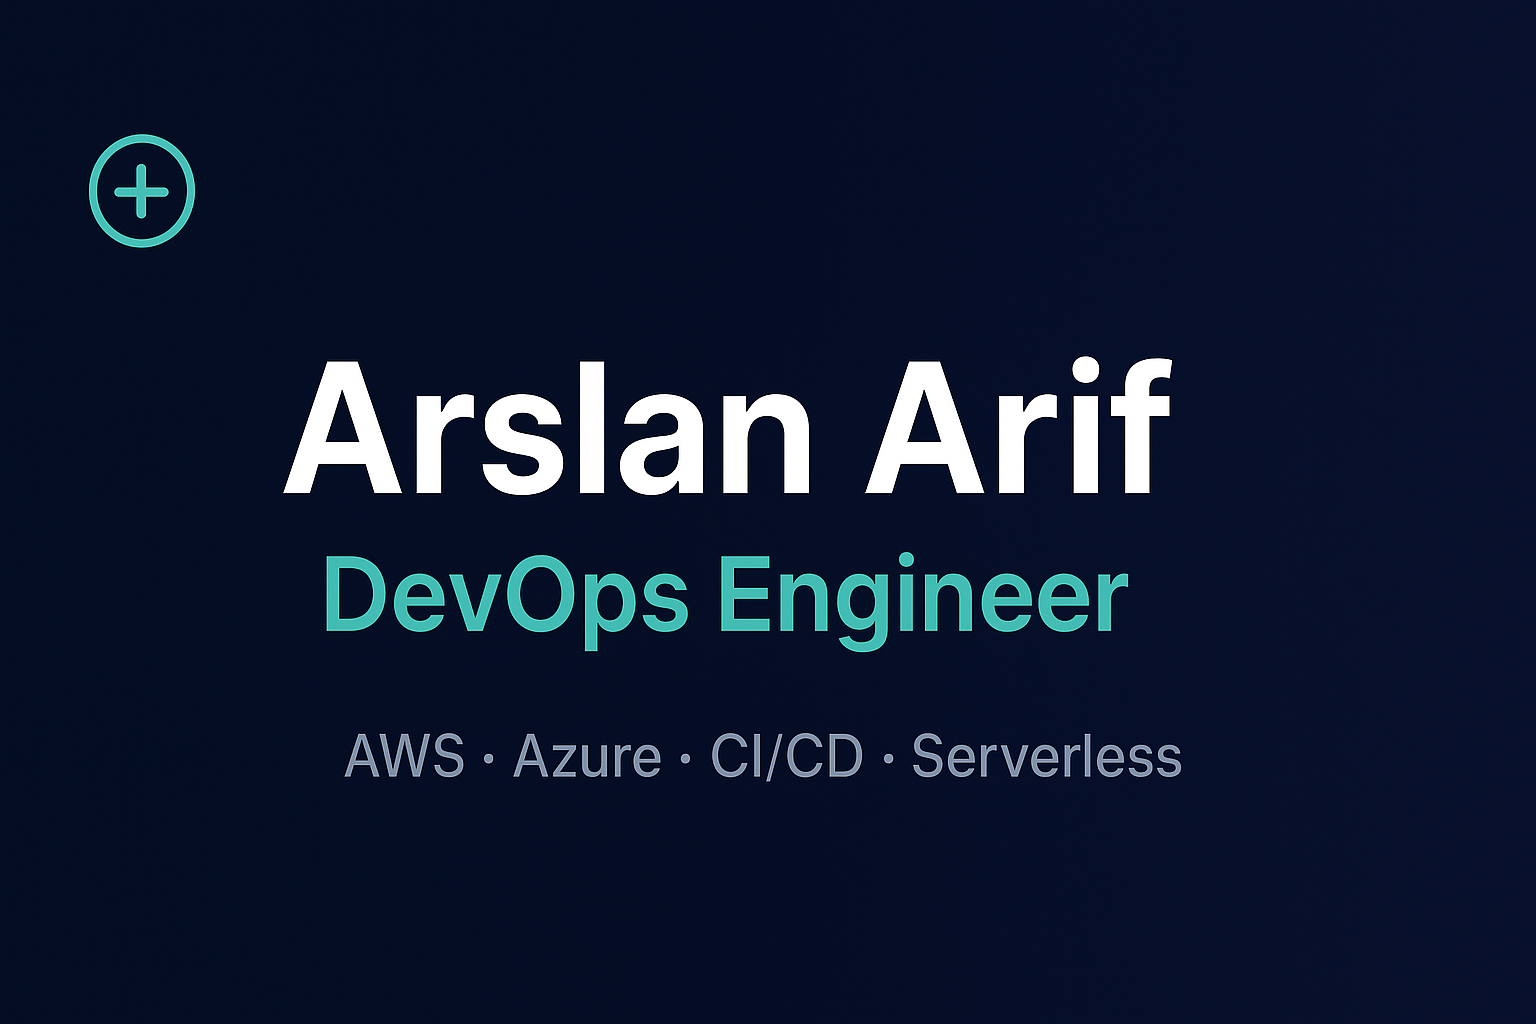 Arslan Arif
DevOps Engineer
AWS · Azure · CI/CD · Serverless